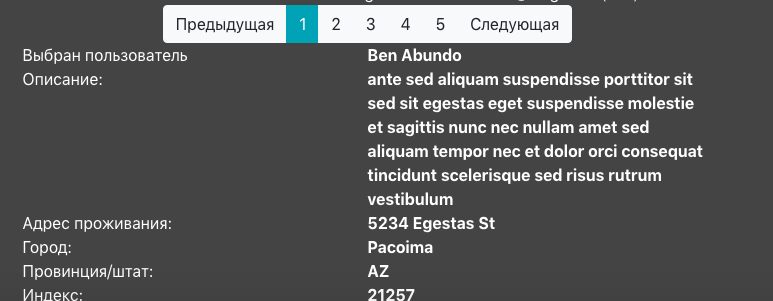 Предыдущая 1 2 3 4 5 Следующая
Выбран пользователь Ben Abundo
Описание: ante sed aliquam suspendisse porttitor sit
sed sit egestas eget suspendisse molestie
et sagittis nunc nec nullam amet sed
aliquam tempor nec et dolor orci consequat
tincidunt scelerisque sed risus rutrum
vestibulum
Адрес проживания: 5234 Egestas St
Город: Pacoima
Провинция/штат: AZ
Индекс: 21257